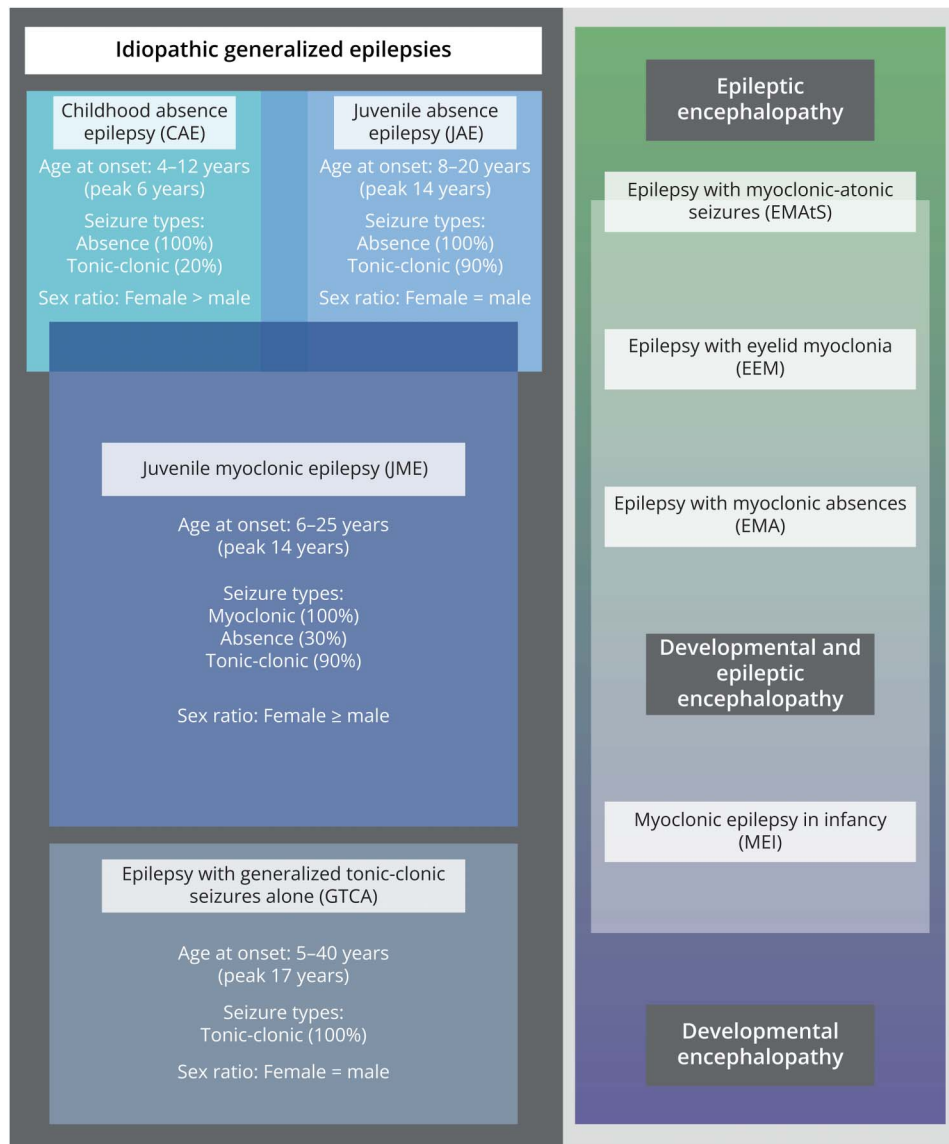 Idiopathic generalized epilepsies
Childhood absence
epilepsy (CAE)
Age at onset: 4–12 years
(peak 6 years)
Seizure types:
Absence (100%)
Tonic-clonic (20%)
Sex ratio: Female > male
Juvenile absence
epilepsy (JAE)
Age at onset: 8–20 years
(peak 14 years)
Seizure types:
Absence (100%)
Tonic-clonic (90%)
Sex ratio: Female = male
Juvenile myoclonic epilepsy (JME)
Age at onset: 6–25 years
(peak 14 years)
Seizure types:
Myoclonic (100%)
Absence (30%)
Tonic-clonic (90%)
Sex ratio: Female ≥ male
Epilepsy with generalized tonic-clonic
seizures alone (GTCA)
Age at onset: 5–40 years
(peak 17 years)
Seizure types:
Tonic-clonic (100%)
Sex ratio: Female = male
Epileptic
encephalopathy
Epilepsy with myoclonic-atonic
seizures (EMAtS)
Epilepsy with eyelid myoclonia
(EEM)
Epilepsy with myoclonic absences
(EMA)
Developmental and
epileptic
encephalopathy
Myoclonic epilepsy in infancy
(MEI)
Developmental
encephalopathy